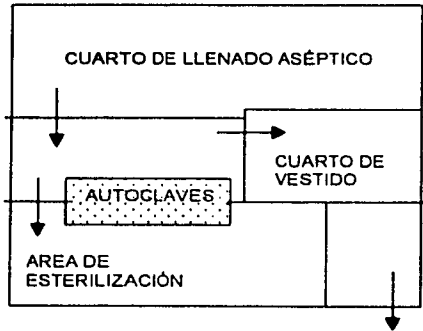 CUARTO DE LLENADO ASÉPTICO
CUARTO DE
VESTIDO
AUTOCLAVES
AREA DE
ESTERILIZACIÓN